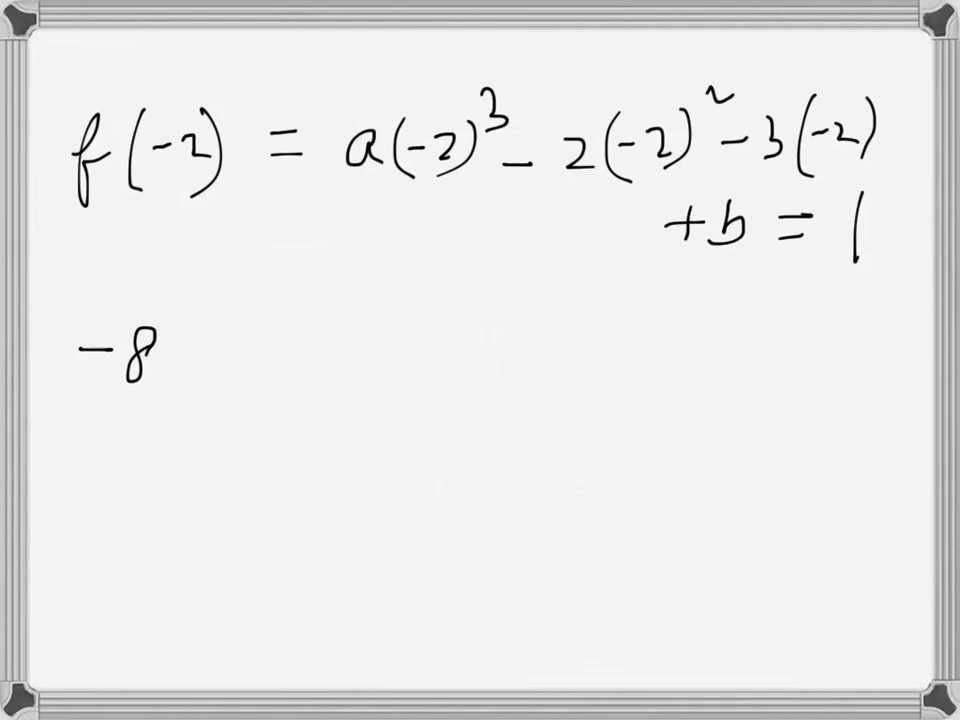 f(-2) = a(-2)³ - 2(-2)² - 3(-2)
+ b = 1
-8